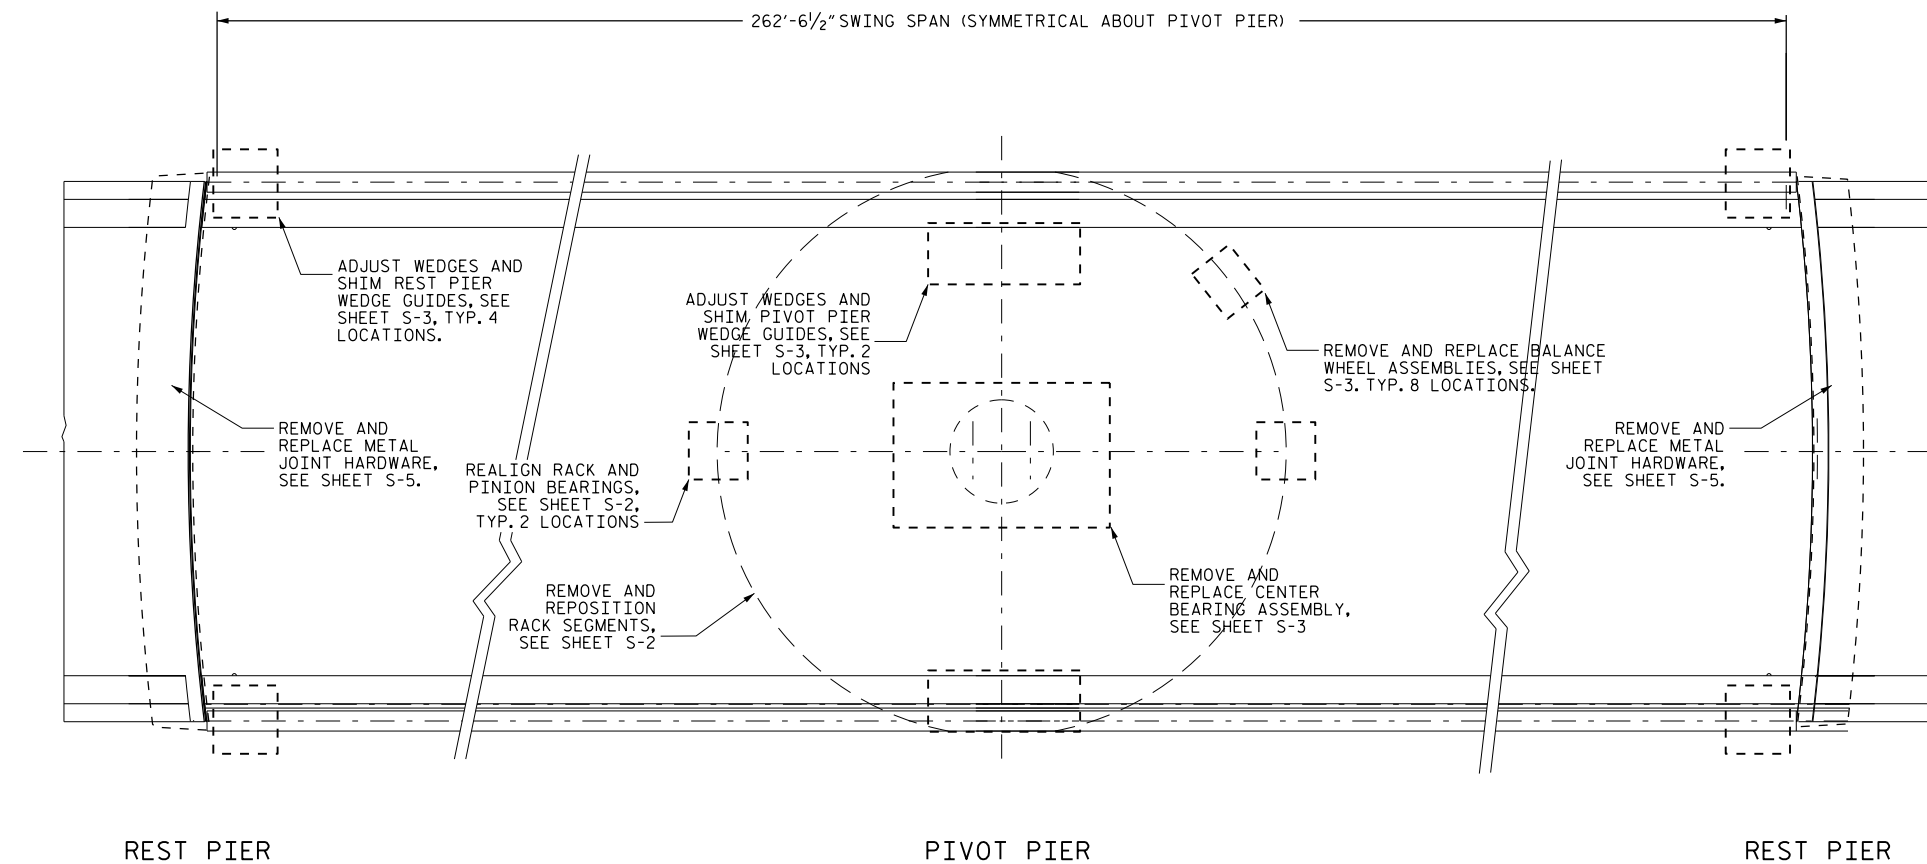 262'-6½" SWING SPAN (SYMMETRICAL ABOUT PIVOT PIER)
ADJUST WEDGES AND
SHIM REST PIER
WEDGE GUIDES, SEE
SHEET S-3, TYP. 4
LOCATIONS.
ADJUST WEDGES AND
SHIM PIVOT PIER
WEDGE GUIDES, SEE
SHEET S-3, TYP. 2
LOCATIONS
REMOVE AND REPLACE BALANCE
WHEEL ASSEMBLIES, SEE SHEET
S-3. TYP. 8 LOCATIONS.
REMOVE AND
REPLACE METAL
JOINT HARDWARE,
SEE SHEET S-5.
REALIGN RACK AND
PINION BEARINGS,
SEE SHEET S-2,
TYP. 2 LOCATIONS
REMOVE AND
REPLACE METAL
JOINT HARDWARE,
SEE SHEET S-5.
REMOVE AND
REPOSITION
RACK SEGMENTS,
SEE SHEET S-2
REMOVE AND
REPLACE CENTER
BEARING ASSEMBLY,
SEE SHEET S-3
REST PIER
PIVOT PIER
REST PIER